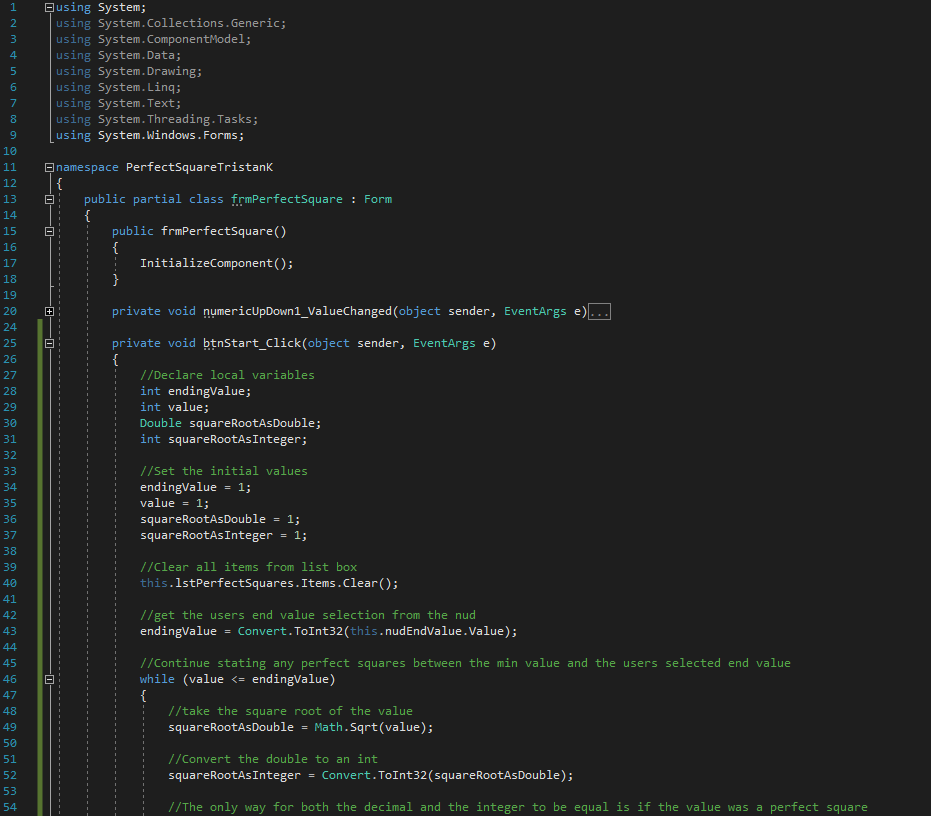 1 using System;
2 using System.Collections.Generic;
3 using System.ComponentModel;
4 using System.Data;
5 using System.Drawing;
6 using System.Linq;
7 using System.Text;
8 using System.Threading.Tasks;
9 using System.Windows.Forms;
10
11 namespace PerfectSquareTristanK
12 {
13 public partial class frmPerfectSquare : Form
14 {
15 public frmPerfectSquare()
16 {
17 InitializeComponent();
18 }
19
20 private void numericUpDown1_ValueChanged(object sender, EventArgs e)...
24
25 private void btnStart_Click(object sender, EventArgs e)
26 {
27 //Declare local variables
28 int endingValue;
29 int value;
30 Double squareRootAsDouble;
31 int squareRootAsInteger;
32
33 //Set the initial values
34 endingValue = 1;
35 value = 1;
36 squareRootAsDouble = 1;
37 squareRootAsInteger = 1;
38
39 //Clear all items from list box
40 this.lstPerfectSquares.Items.Clear();
41
42 //get the users end value selection from the nud
43 endingValue = Convert.ToInt32(this.nudEndValue.Value);
44
45 //Continue stating any perfect squares between the min value and the users selected end value
46 while (value <= endingValue)
47 {
48 //take the square root of the value
49 squareRootAsDouble = Math.Sqrt(value);
50
51 //Convert the double to an int
52 squareRootAsInteger = Convert.ToInt32(squareRootAsDouble);
53
54 //The only way for both the decimal and the integer to be equal is if the value was a perfect square